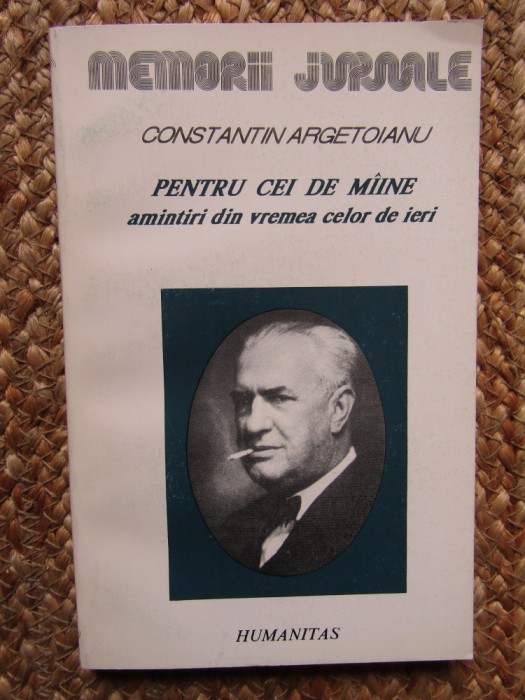 MEMORII JURNALE
CONSTANTIN ARGETOIANU
PENTRU CEI DE MÎINE
amintiri din vremea celor de ieri
HUMANITAS